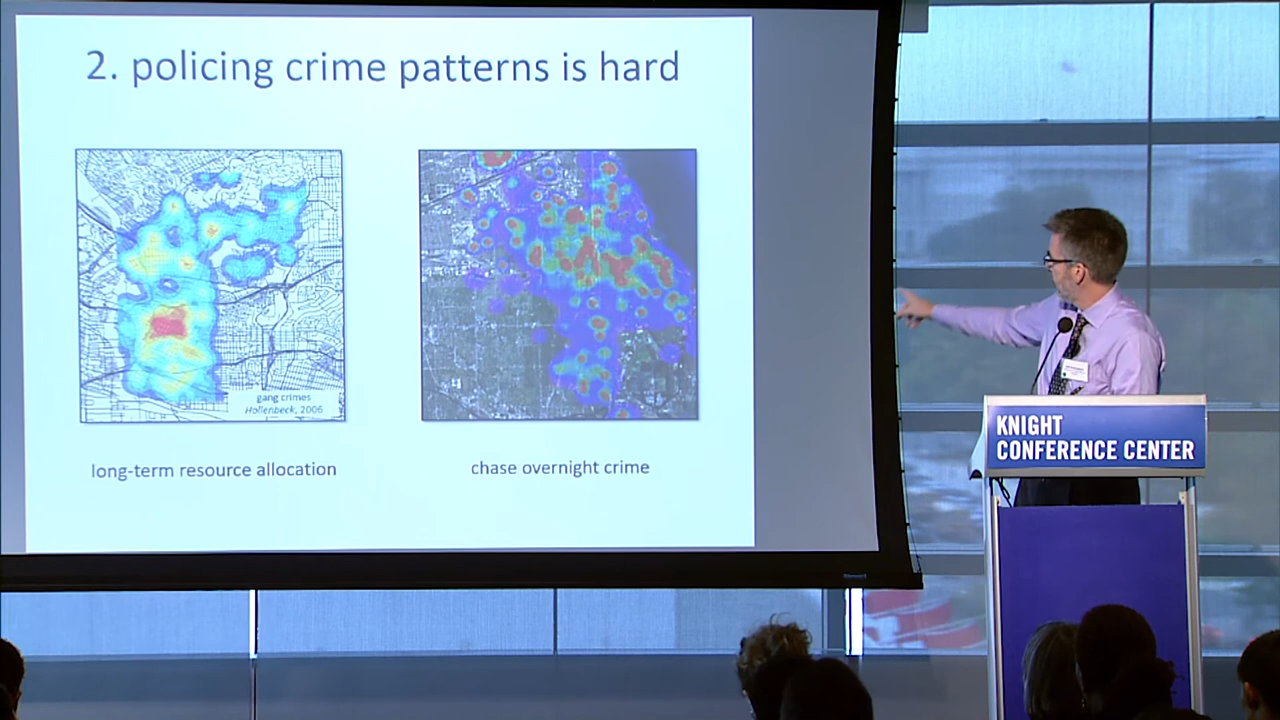 2. policing crime patterns is hard
gang crimes
Hollenbeck, 2006
long-term resource allocation
chase overnight crime
KNIGHT
CONFERENCE CENTER